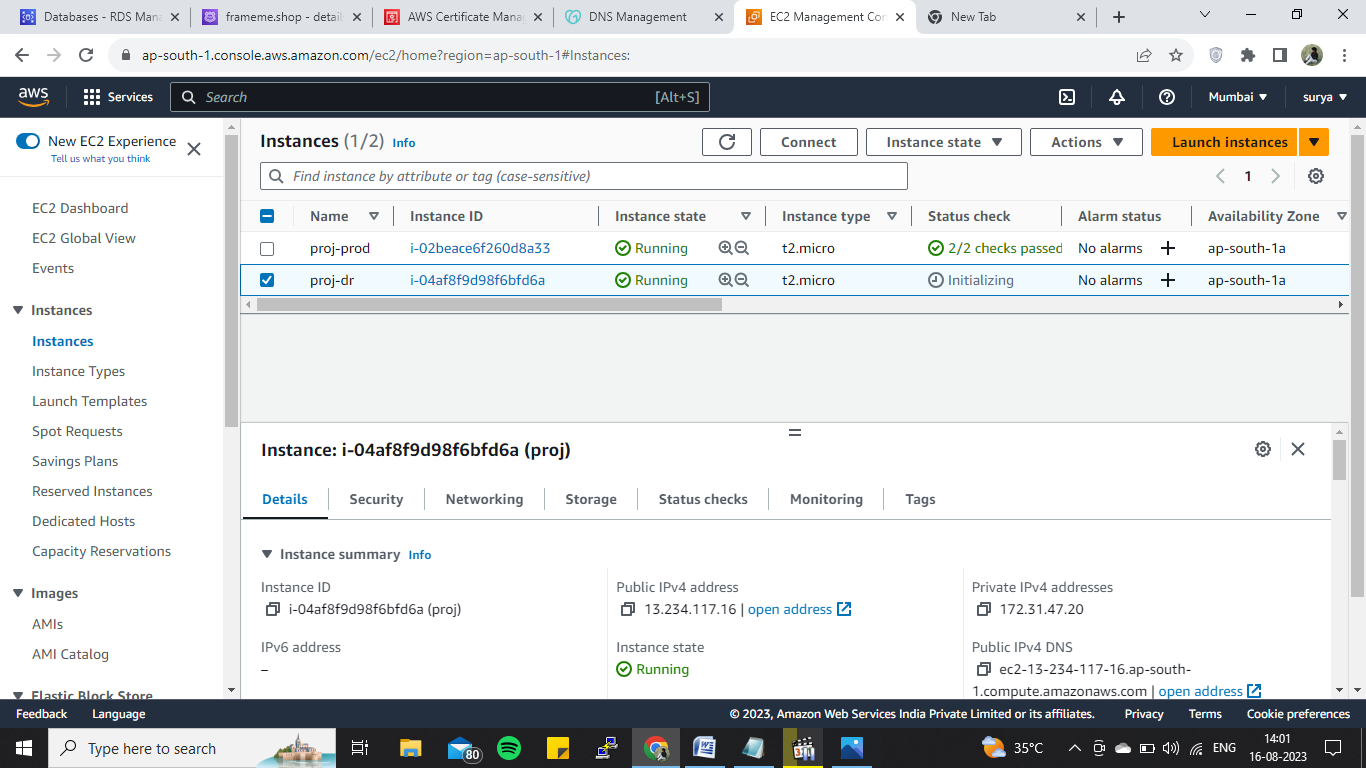 Databases - RDS Mana
frameme.shop - detail
AWS Certificate Mana
DNS Management
EC2 Management Con
New Tab
ap-south-1.console.aws.amazon.com/ec2/home?region=ap-south-1#Instances:
aws
Services
Search
[Alt+S]
Mumbai
surya
New EC2 Experience
Tell us what you think
EC2 Dashboard
EC2 Global View
Events
Instances
Instances
Instance Types
Launch Templates
Spot Requests
Savings Plans
Reserved Instances
Dedicated Hosts
Capacity Reservations
Images
AMIs
AMI Catalog
Elastic Block Store
Instances (1/2) Info
Connect
Instance state
Actions
Launch instances
Find instance by attribute or tag (case-sensitive)
1
Name Instance ID Instance state Instance type Status check Alarm status Availability Zone
proj-prod i-02beace6f260d8a33 Running t2.micro 2/2 checks passed No alarms + ap-south-1a
proj-dr i-04af8f9d98f6bfd6a Running t2.micro Initializing No alarms + ap-south-1a
Instance: i-04af8f9d98f6bfd6a (proj)
Details Security Networking Storage Status checks Monitoring Tags
Instance summary Info
Instance ID
i-04af8f9d98f6bfd6a (proj)
Public IPv4 address
13.234.117.16 | open address
Private IPv4 addresses
172.31.47.20
IPv6 address
–
Instance state
Running
Public IPv4 DNS
ec2-13-234-117-16.ap-south-
1.compute.amazonaws.com | open address
Feedback Language © 2023, Amazon Web Services India Private Limited or its affiliates. Privacy Terms Cookie preferences
Type here to search
80
35°C
ENG
14:01
16-08-2023